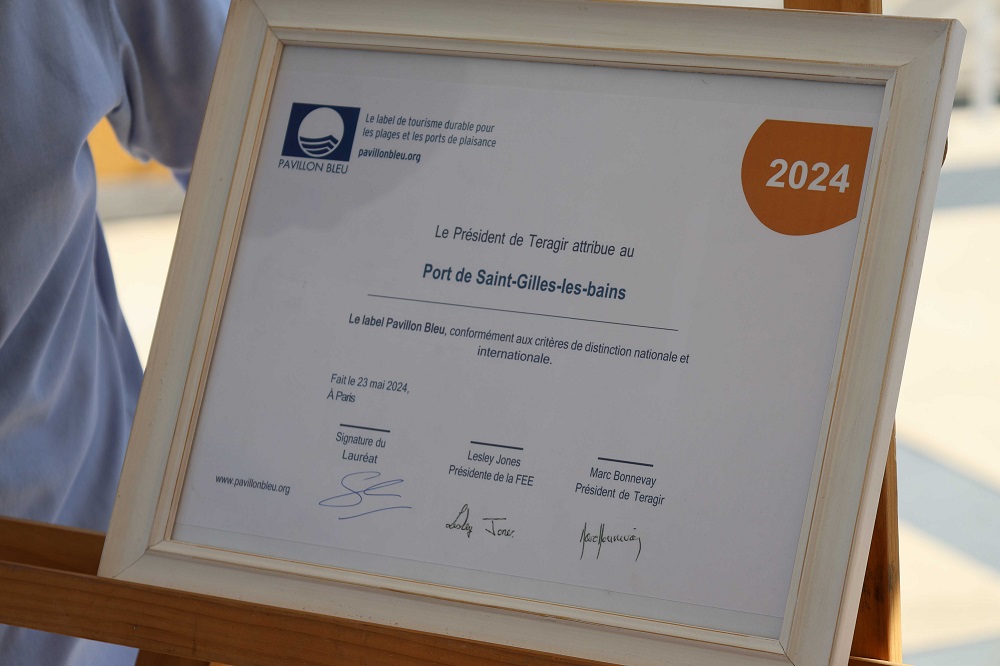 Le label de tourisme durable pour
les plages et les ports de plaisance
pavillonbleu.org
PAVILLON BLEU
2024
Le Président de Teragir attribue au
Port de Saint-Gilles-les-bains
Le label Pavillon Bleu, conformément aux critères de distinction nationale et
internationale.
Fait le 23 mai 2024,
À Paris
Signature du
Lauréat
Lesley Jones
Présidente de la FEE
Marc Bonnevay
Président de Teragir
www.pavillonbleu.org
Lesley Jones